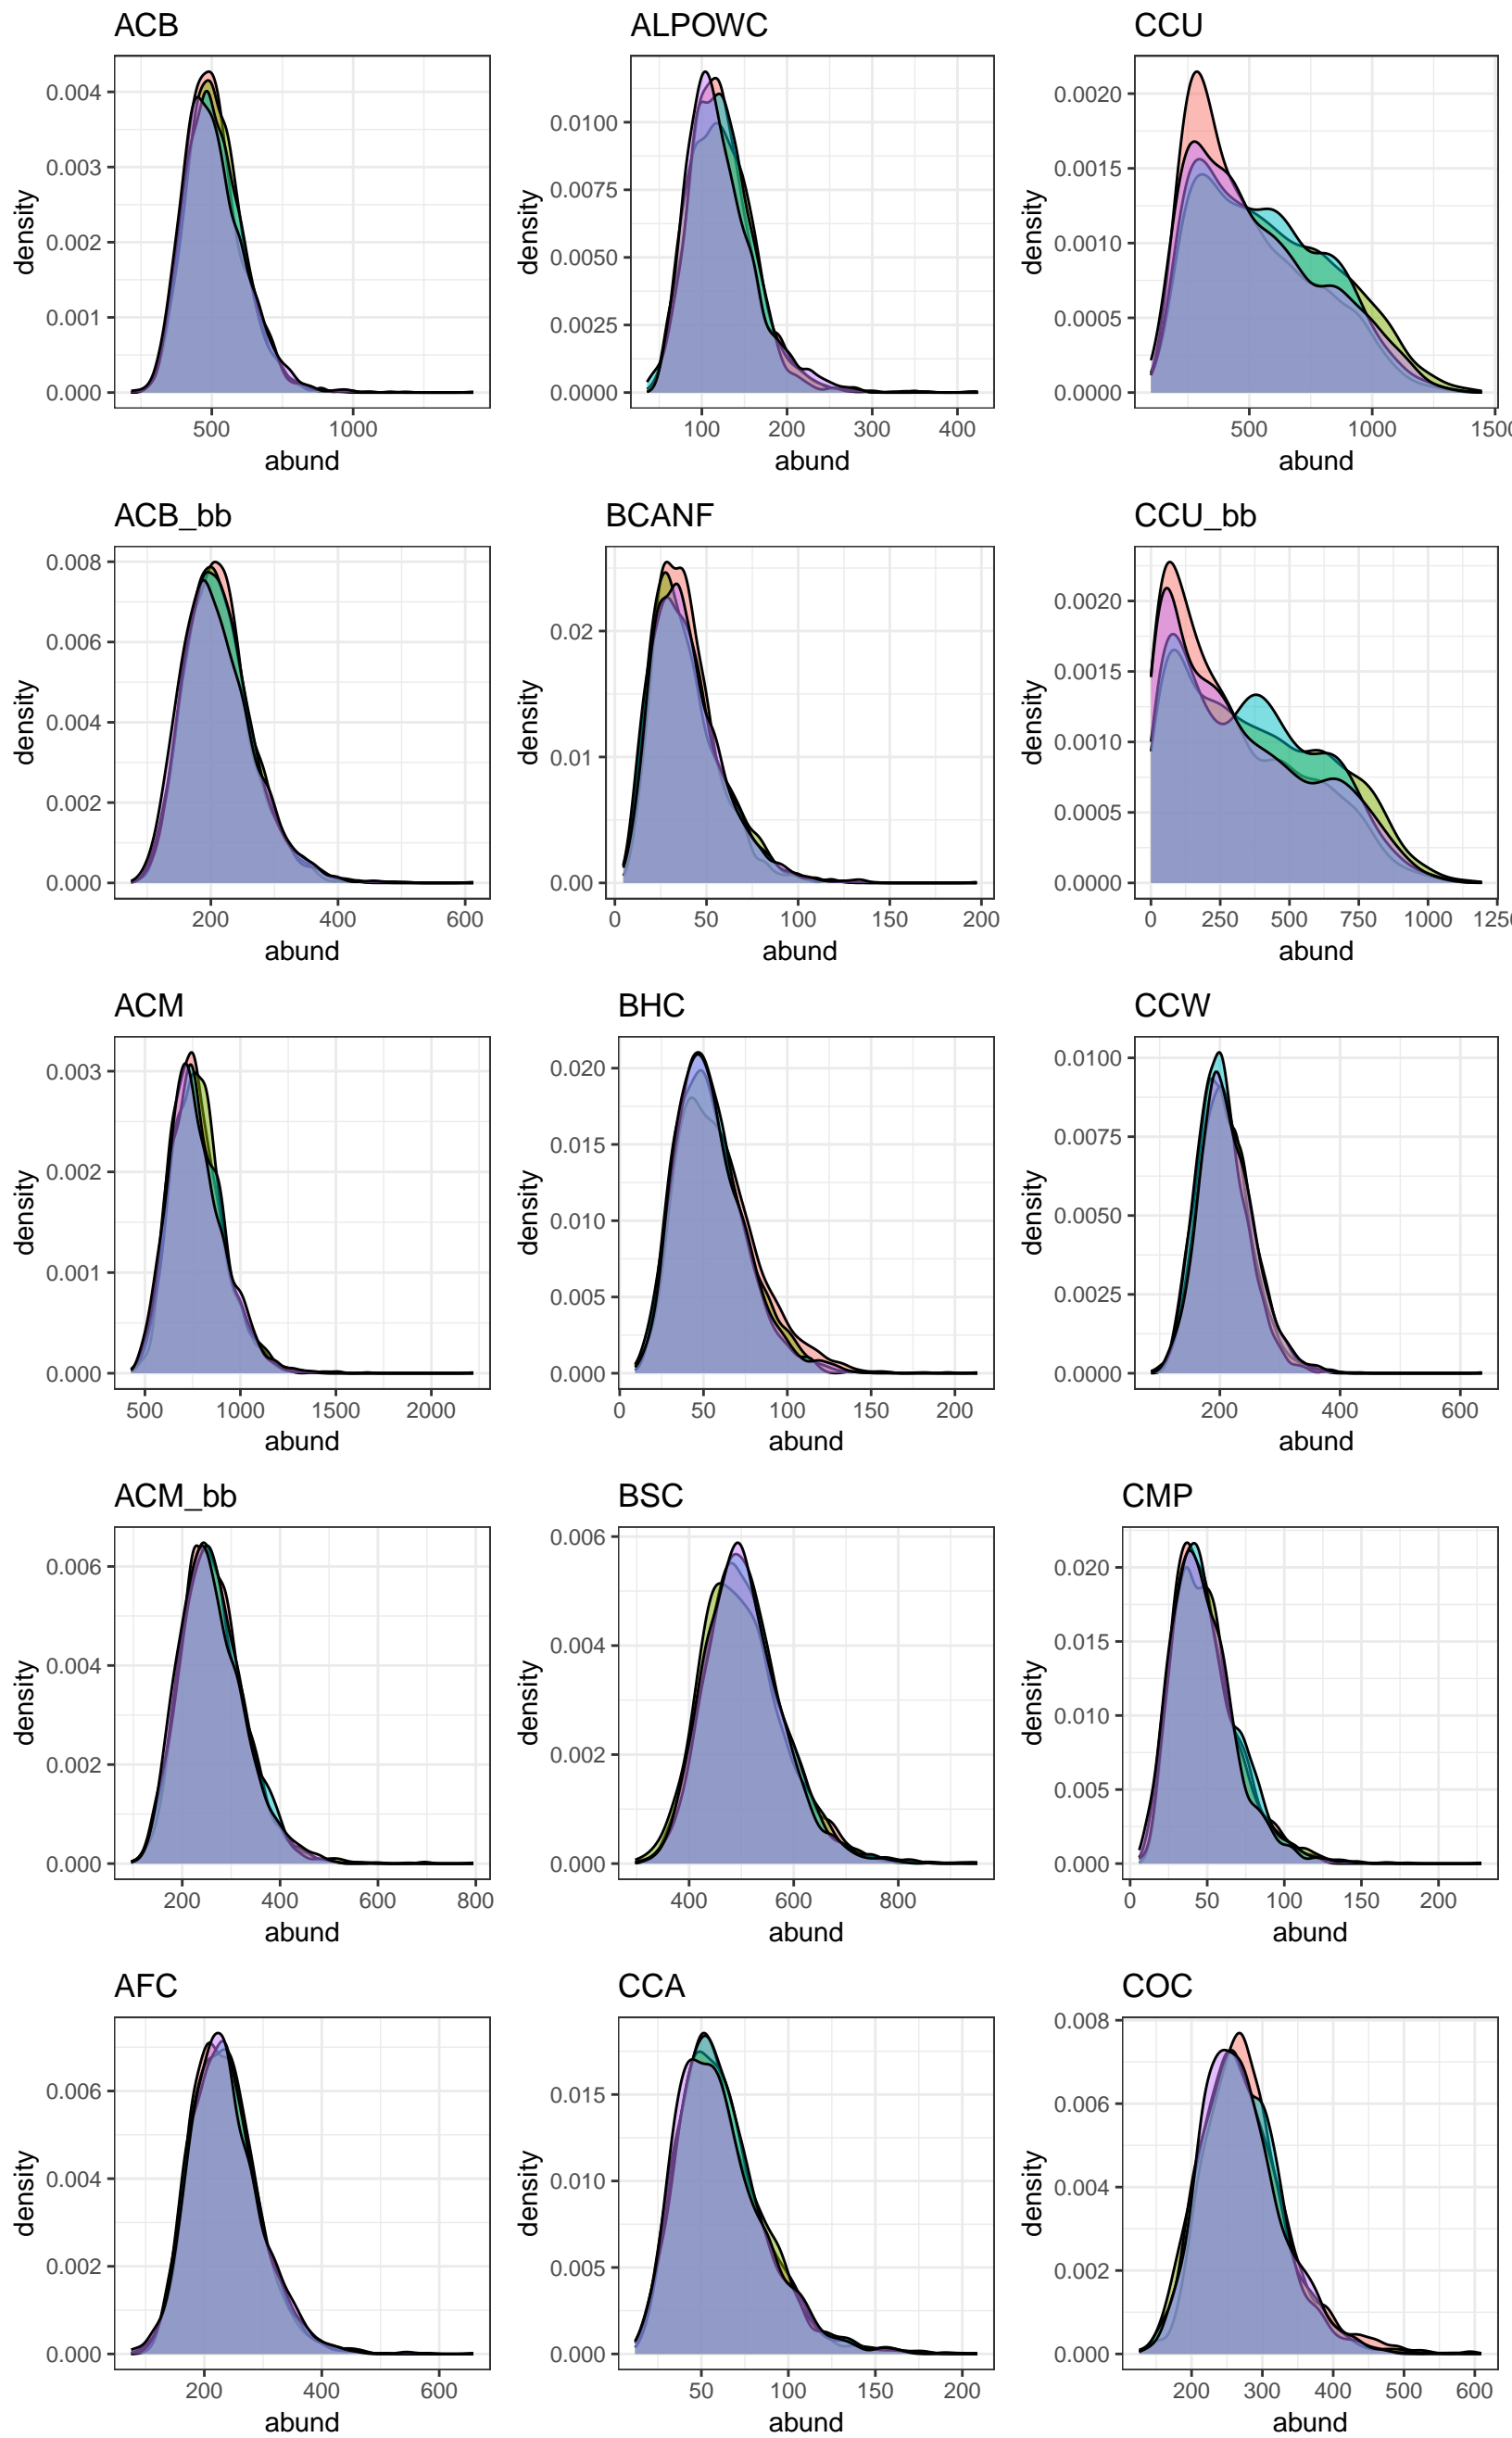 ACB
ALPOWC
CCU
density
0.004
0.003
0.002
0.001
0.000
500
1000
abund
density
0.0100
0.0075
0.0050
0.0025
0.0000
100
200
300
400
abund
density
0.0020
0.0015
0.0010
0.0005
0.0000
500
1000
1500
abund
ACB_bb
BCANF
CCU_bb
density
0.008
0.006
0.004
0.002
0.000
200
400
600
abund
density
0.02
0.01
0.00
0
50
100
150
200
abund
density
0.0020
0.0015
0.0010
0.0005
0.0000
0
250
500
750
1000
125
abund
ACM
BHC
CCW
density
0.003
0.002
0.001
0.000
500
1000
1500
2000
abund
density
0.020
0.015
0.010
0.005
0.000
0
50
100
150
200
abund
density
0.0100
0.0075
0.0050
0.0025
0.0000
200
400
600
abund
ACM_bb
BSC
CMP
density
0.006
0.004
0.002
0.000
200
400
600
800
abund
density
0.006
0.004
0.002
0.000
400
600
800
abund
density
0.020
0.015
0.010
0.005
0.000
0
50
100
150
200
abund
AFC
CCA
COC
density
0.006
0.004
0.002
0.000
200
400
600
abund
density
0.015
0.010
0.005
0.000
50
100
150
200
abund
density
0.008
0.006
0.004
0.002
0.000
200
300
400
500
600
abund